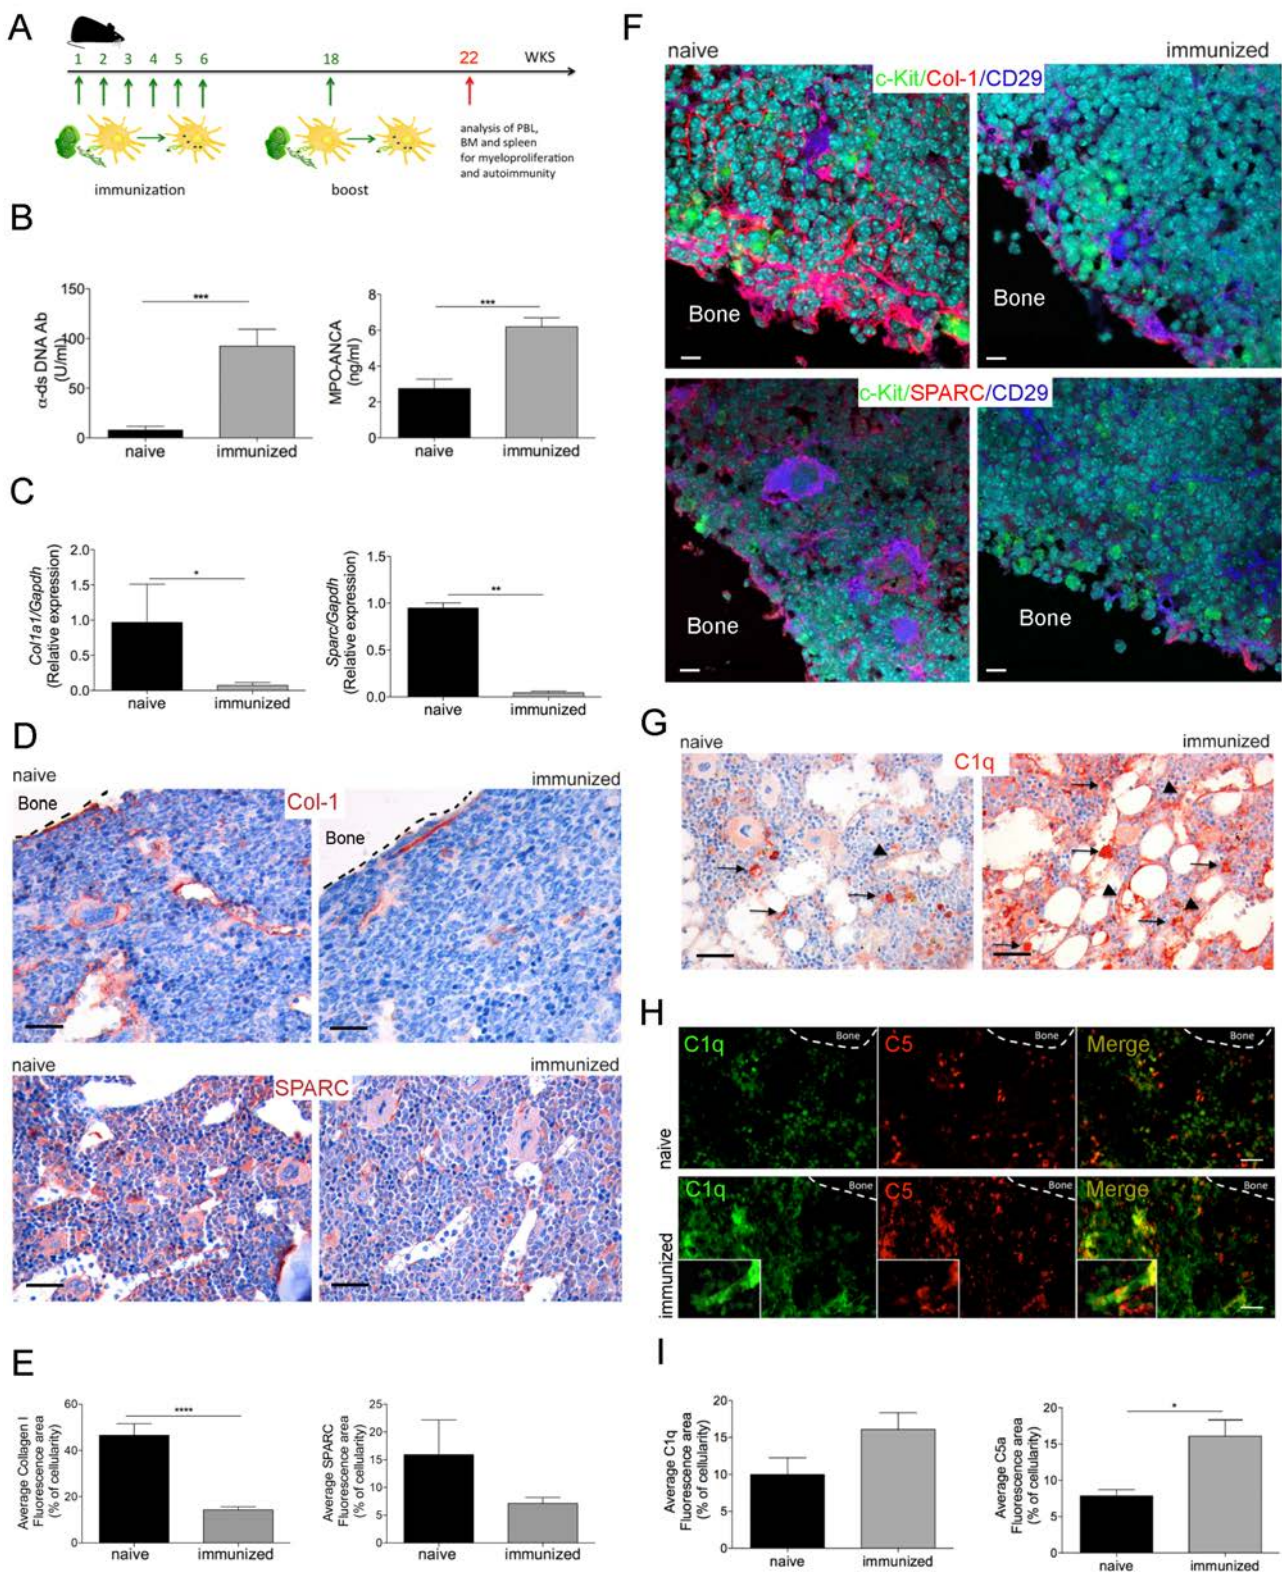 A
1 2 3 4 5 6 18 22 WKS
immunization
boost
analysis of PBL,
BM and spleen
for myeloproliferation
and autoimmunity
B
α-ds DNA Ab
(U/ml)
150
100
50
0
***
naive immunized
MPO-ANCA
(ng/ml)
8
6
4
2
0
***
naive immunized
C
Col1a1/Gapdh
(Relative expression)
2.0
1.5
1.0
0.5
0.0
*
naive immunized
Sparc/Gapdh
(Relative expression)
1.5
1.0
0.5
0.0
**
naive immunized
D
naive immunized
Col-1
Bone
Bone
naive immunized
SPARC
E
Average Collagen I
Fluorescence area
(% of cellularity)
60
40
20
0
****
naive immunized
Average SPARC
Fluorescence area
(% of cellularity)
25
20
15
10
5
0
naive immunized
F
naive immunized
c-Kit/Col-1/CD29
Bone
Bone
c-Kit/SPARC/CD29
Bone
Bone
G
naive immunized
C1q
H
naive
C1q C5 Merge
Bone Bone Bone
immunized
C1q C5 Merge
Bone Bone Bone
I
Average C1q
Fluorescence area
(% of cellularity)
20
15
10
5
0
naive immunized
Average C5a
Fluorescence area
(% of cellularity)
20
15
10
5
0
*
naive immunized